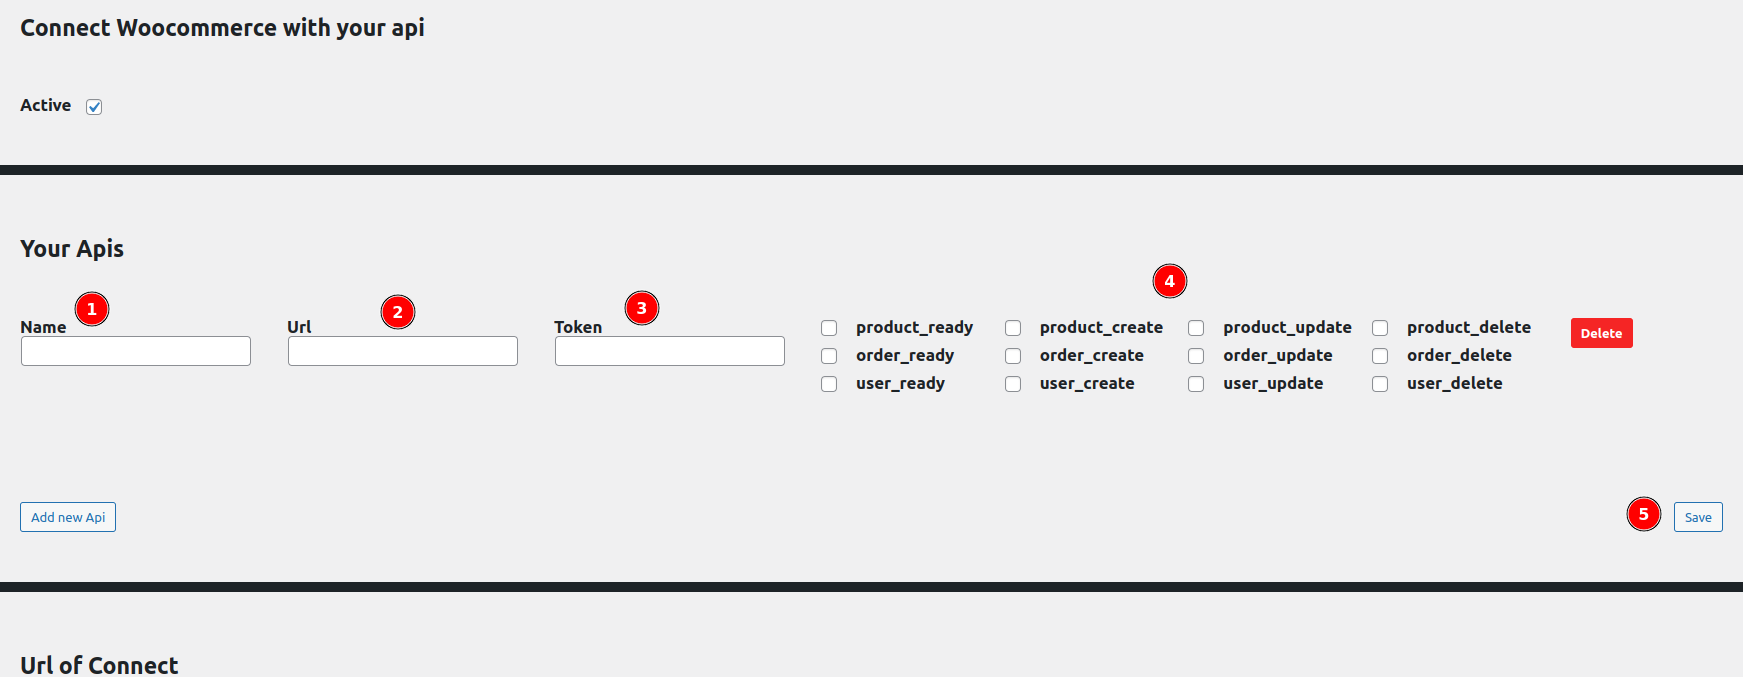 Connect Woocommerce with your api
Active
Your Apis
1 2 3 4
Name Url Token
product_ready product_create product_update product_delete Delete
order_ready order_create order_update order_delete
user_ready user_create user_update user_delete
Add new Api 5 Save
Url of Connect